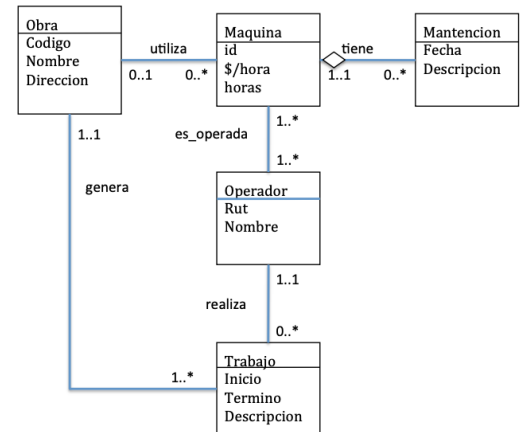 Obra
Codigo
Nombre
Direccion
utiliza
0..1
0..*
Maquina
id
$/hora
horas
tiene
1..1
0..*
Mantencion
Fecha
Descripcion
1..1
es_operada
1..*
1..*
genera
Operador
Rut
Nombre
1..1
realiza
0..*
1..*
Trabajo
Inicio
Termino
Descripcion